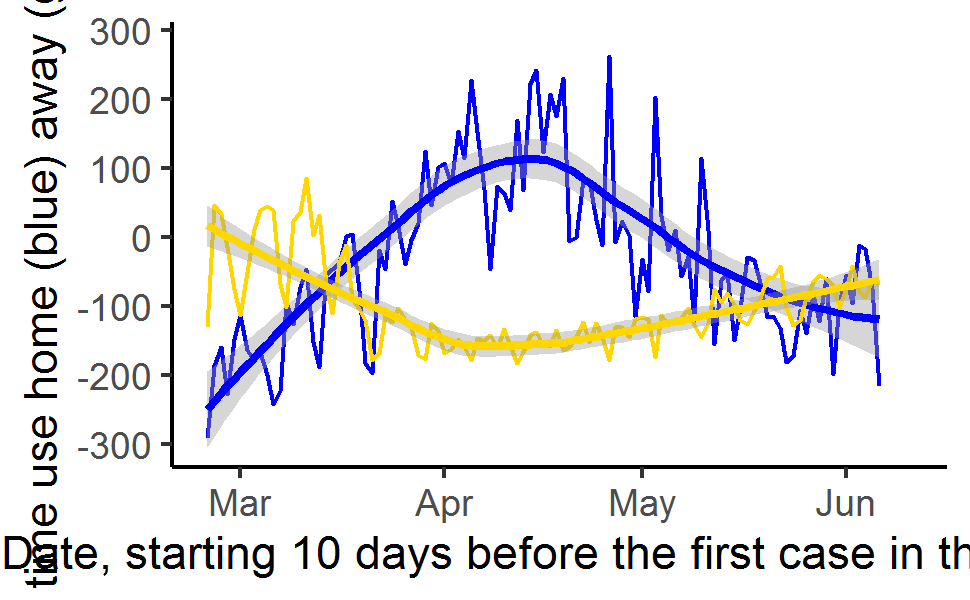 time use home (blue) away (g
300
200
100
0
-100
-200
-300
Mar Apr May Jun
Date, starting 10 days before the first case in th